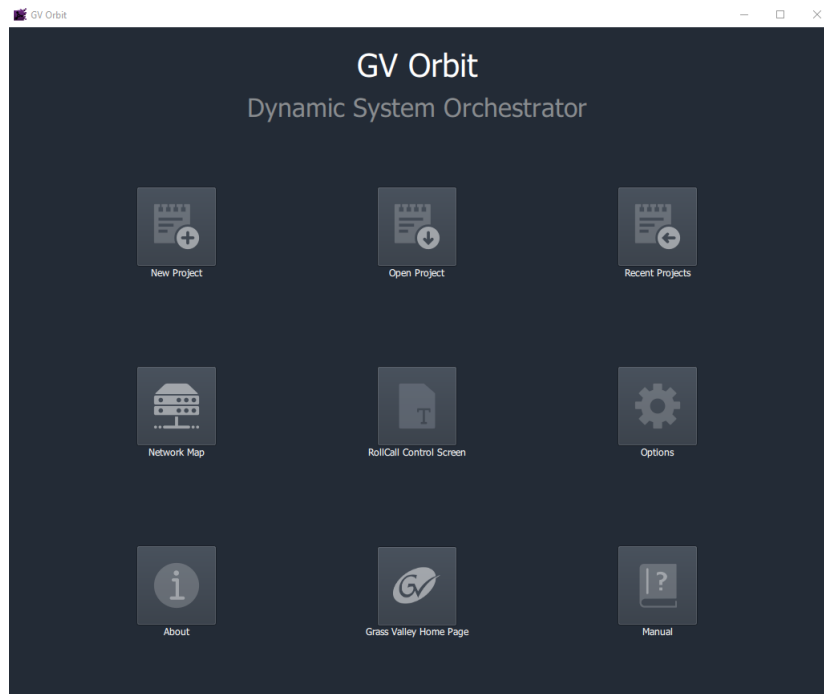 GV Orbit
GV Orbit
Dynamic System Orchestrator
New Project
Open Project
Recent Projects
T
Network Map
RollCall Control Screen
Options
i
GV
?
About
Grass Valley Home Page
Manual